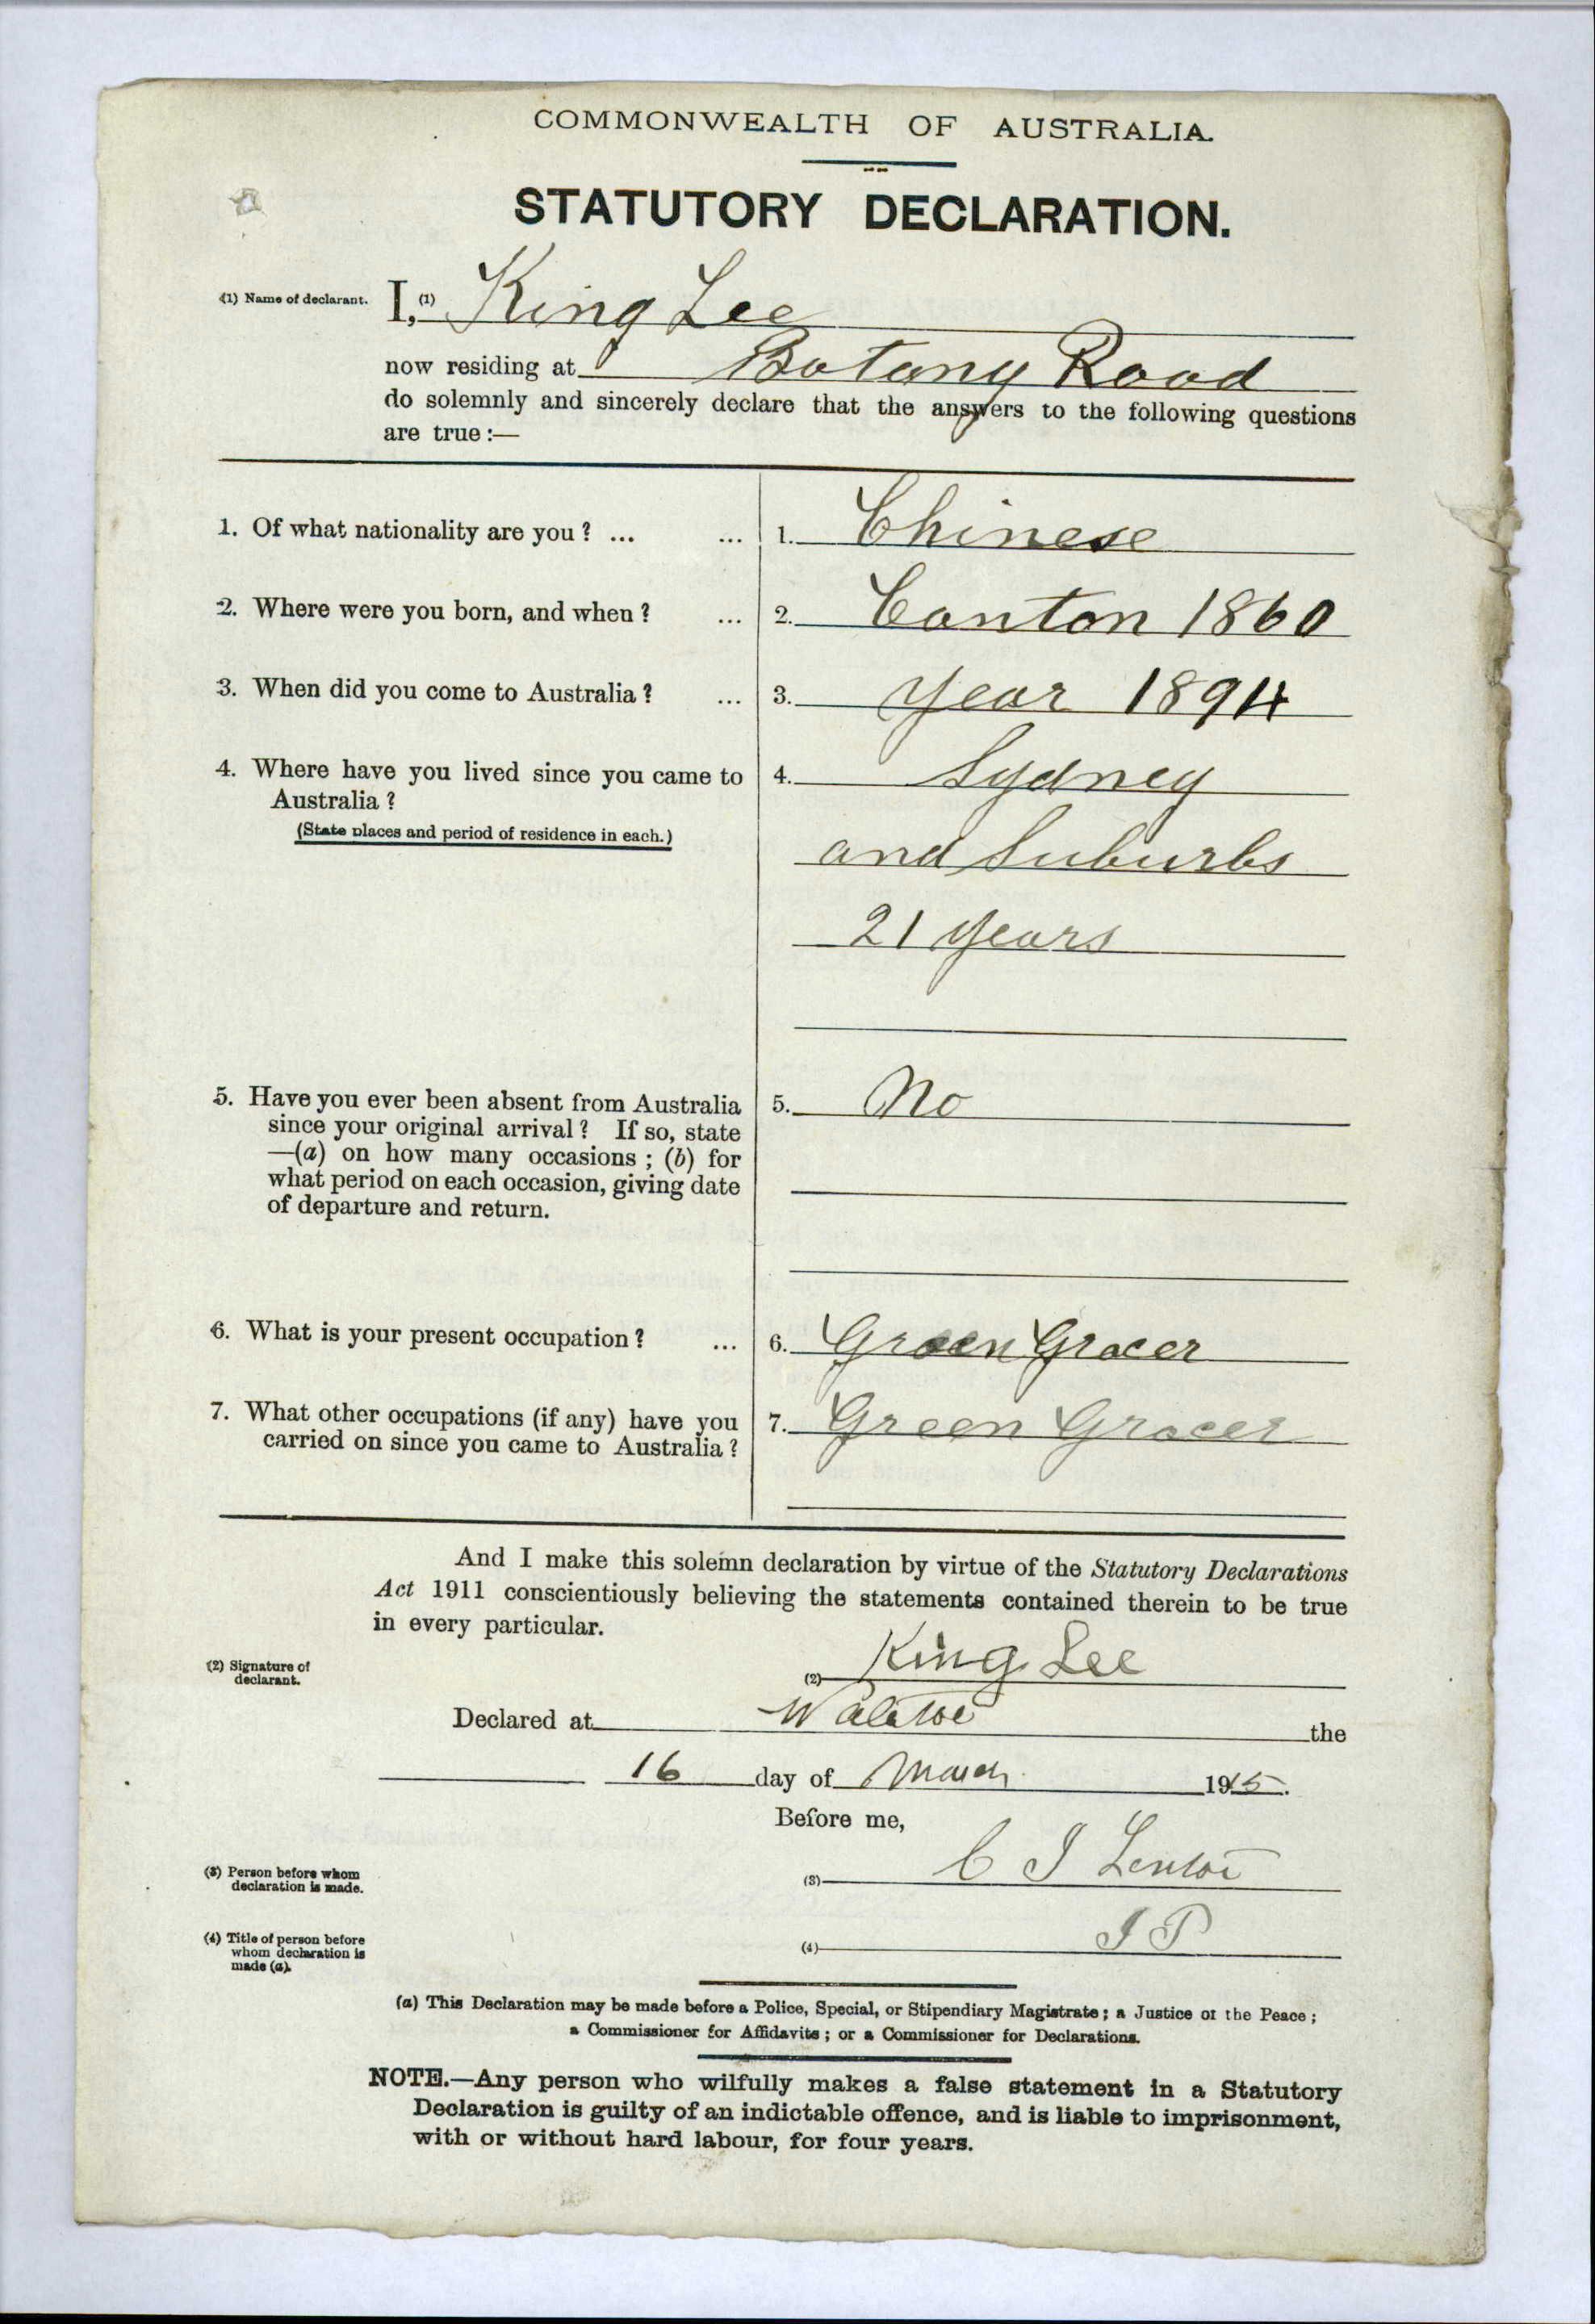 COMMONWEALTH OF AUSTRALIA.
STATUTORY DECLARATION.
(1) Name of declarant. I, (1) King Lee
now residing at Botany Road
do solemnly and sincerely declare that the answers to the following questions
are true :—
1. Of what nationality are you ? ... ... 1. Chinese
2. Where were you born, and when ? ... 2. Canton 1860
3. When did you come to Australia ? ... 3. Year 1894
4. Where have you lived since you came to 4. Sydney
Australia ?
(State places and period of residence in each.)
and Suburbs
21 Years
5. Have you ever been absent from Australia 5. No
since your original arrival ? If so, state
—(a) on how many occasions ; (b) for
what period on each occasion, giving date
of departure and return.
6. What is your present occupation ? ... 6. Green Grocer
7. What other occupations (if any) have you 7. Green Grocer
carried on since you came to Australia ?
And I make this solemn declaration by virtue of the Statutory Declarations
Act 1911 conscientiously believing the statements contained therein to be true
in every particular.
(2) Signature of
declarant.
(2) King Lee
Declared at the
16 day of March 1915.
Before me,
(3) Person before whom
declaration is made.
(3) C J
(4) Title of person before
whom declaration is
made (a).
(4) J P
(a) This Declaration may be made before a Police, Special, or Stipendiary Magistrate ; a Justice of the Peace ;
a Commissioner for Affidavits ; or a Commissioner for Declarations.
NOTE.—Any person who wilfully makes a false statement in a Statutory
Declaration is guilty of an indictable offence, and is liable to imprisonment,
with or without hard labour, for four years.